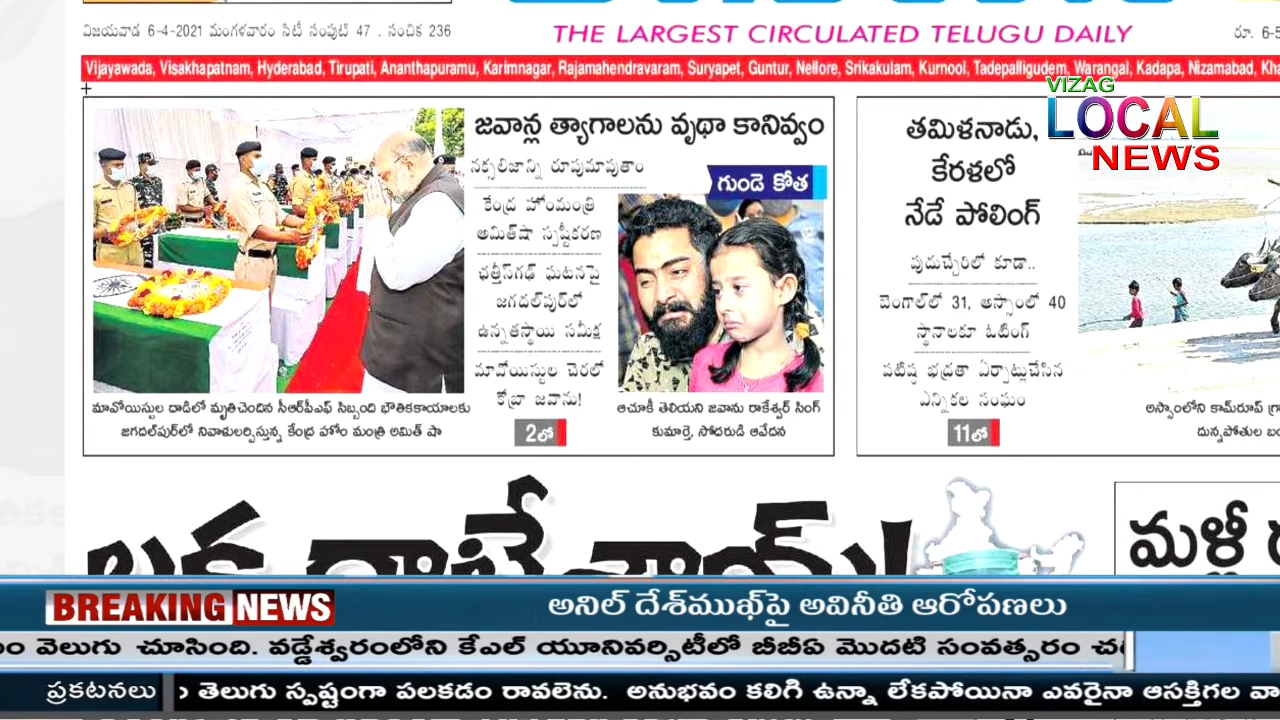 విజయవాడ 6-4-2021 మంగళవారం సిటీ సంపుటి 47 . సంచిక 236
THE LARGEST CIRCULATED TELUGU DAILY
రూ. 6-5
Vijayawada, Visakhapatnam, Hyderabad, Tirupati, Ananthapuramu, Karimnagar, Rajamahendravaram, Suryapet, Guntur, Nellore, Srikakulam, Kurnool, Tadepalligudem, Warangal, Kadapa, Nizamabad, Kha
VIZAG
LOCAL
NEWS
జవాన్ల త్యాగాలను వృథా కానివ్వం
నక్సలిజాన్ని రూపుమాపుతాం
కేంద్ర హోంమంత్రి
అమిత్‌షా స్పష్టీకరణ
ఛత్తీస్‌గఢ్ ఘటనపై
జగదల్‌పుర్‌లో
ఉన్నతస్థాయి సమీక్ష
మావోయిస్టుల చెరలో
కోబ్రా జవాను!
2లో
గుండె కోత
మావోయిస్టుల దాడిలో మృతిచెందిన సీఆర్‌పీఎఫ్ సిబ్బంది భౌతికకాయాలకు
జగదల్‌పుర్‌లో నివాళులర్పిస్తున్న కేంద్ర హోం మంత్రి అమిత్ షా
ఆచూకీ తెలియని జవాను రాకేశ్వర్ సింగ్
కుమార్తె, సోదరుడి ఆవేదన
తమిళనాడు,
కేరళలో
నేడే పోలింగ్
పుదుచ్చేరిలో కూడా..
బెంగాల్‌లో 31, అస్సాంలో 40
స్థానాలకూ ఓటింగ్
పటిష్ఠ భద్రతా ఏర్పాట్లుచేసిన
ఎన్నికల సంఘం
11లో
అస్సాంలోని కామ్‌రూప్ గ్రా
దున్నపోతుల బం
మళ్లీ
BREAKING NEWS
అనిల్ దేశ్‌ముఖ్‌పై అవినీతి ఆరోపణలు
ం వెలుగు చూసింది. వడ్డేశ్వరంలోని కేఎల్ యూనివర్సిటీలో బీబీఏ మొదటి సంవత్సరం చద
ప్రకటనలు
తెలుగు స్పష్టంగా పలకడం రావలెను. అనుభవం కలిగి ఉన్నా లేకపోయినా ఎవరైనా ఆసక్తిగల వా